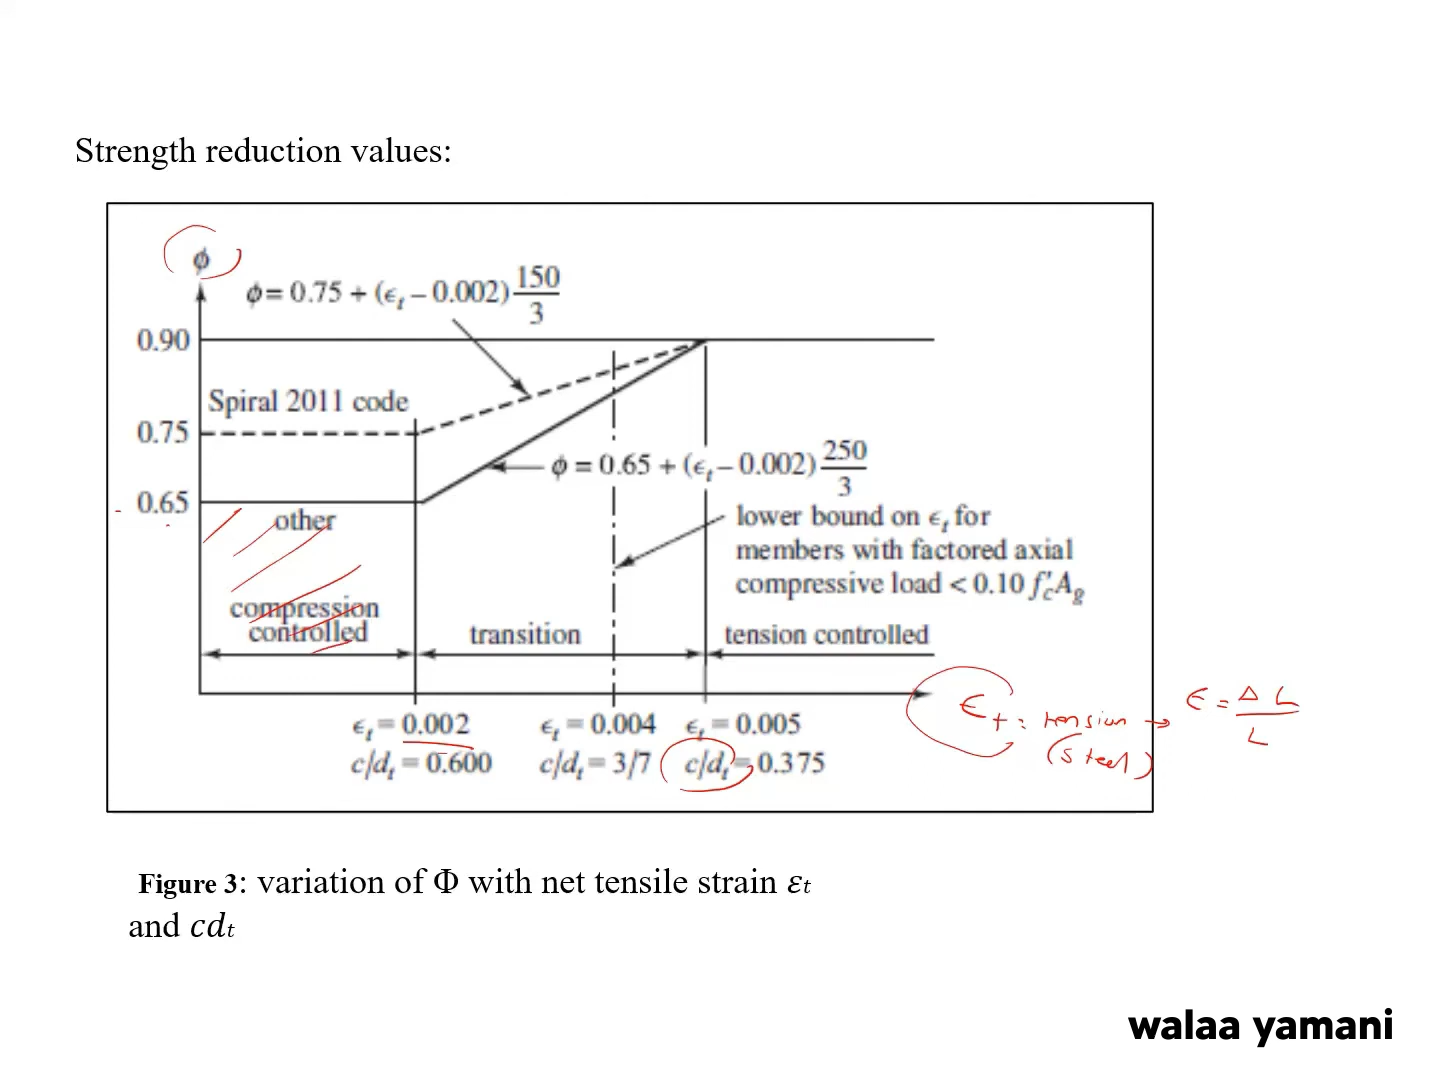 Strength reduction values:
ϕ
ϕ = 0.75 + (ϵt – 0.002) 150/3
0.90
Spiral 2011 code
0.75
ϕ = 0.65 + (ϵt – 0.002) 250/3
0.65
other
lower bound on ϵt for
members with factored axial
compressive load < 0.10 f′cAg
compression
controlled
transition
tension controlled
ϵt = 0.002
ϵt = 0.004
ϵt = 0.005
c/dt = 0.600
c/dt = 3/7
c/dt = 0.375
ϵt : tension → ϵ = ΔL/L
(steel)
Figure 3: variation of Φ with net tensile strain εt
and cdt
walaa yamani